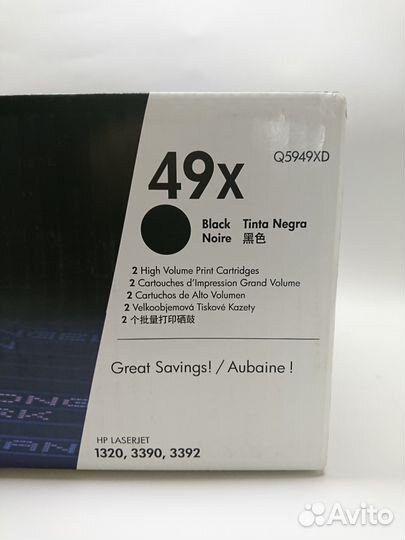 49x
Q5949XD
Black Tinta Negra
Noire 黑色
2 High Volume Print Cartridges
2 Cartouches d'Impression Grand Volume
2 Cartuchos de Alto Volumen
2 Velkoobjemová Tiskové Kazety
2 个批量打印硒鼓
Great Savings! / Aubaine !
HP LASERJET
1320, 3390, 3392
Avito